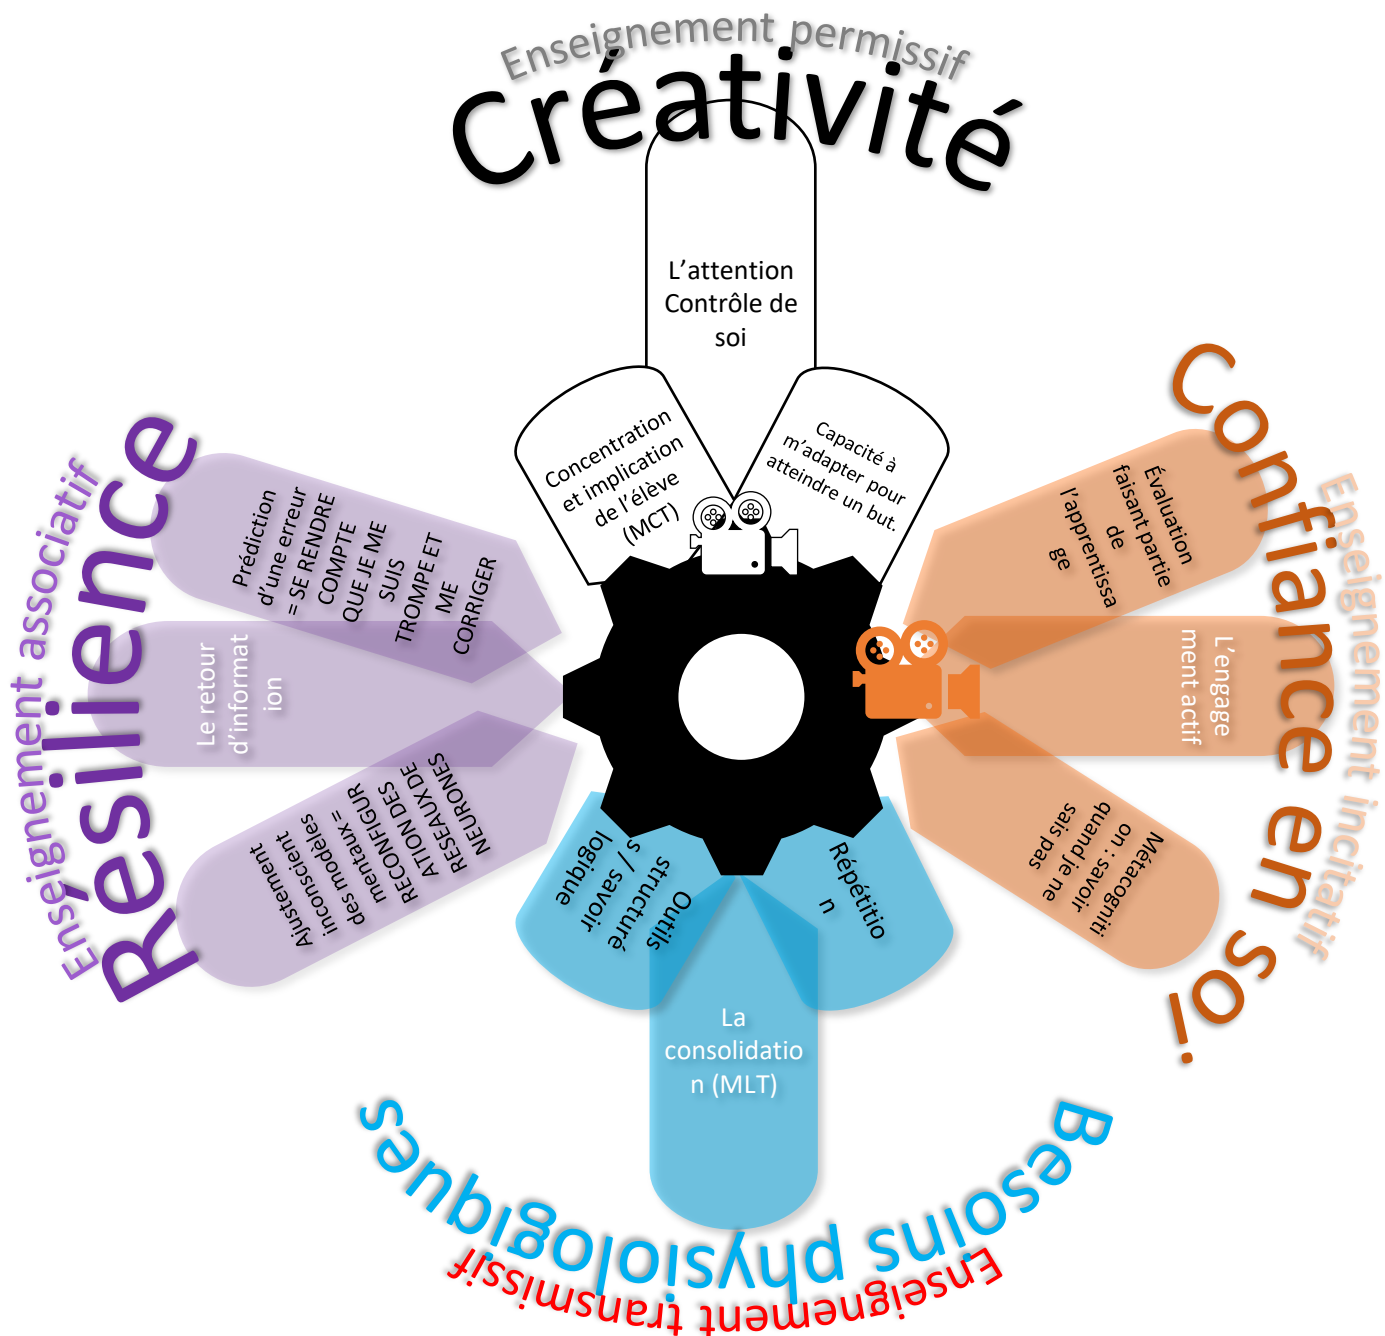 Enseignement permissif
Créativité
L'attention
Contrôle de
soi
Concentration
et implication
de l'élève
(MCT)
Capacité à
m'adapter pour
atteindre un but.
Confiance en soi
Enseignement incitatif
Évaluation
faisant partie
de
l'apprentissa
ge
L'engage
ment actif
Métacogniti
on : savoir
quand je ne
sais pas
Besoins physiologiques
Enseignement transmissif
Répétitio
n
La
consolidatio
n (MLT)
Outils
structuré
s / savoir
logique
Résilience
Enseignement associatif
Ajustement
inconscient
des modèles
mentaux =
RECONFIGUR
ATION DES
RESEAUX DE
NEURONES
Le retour
d'informat
ion
Prédiction
d'une erreur
= SE RENDRE
COMPTE
QUE JE ME
SUIS
TROMPE ET
ME
CORRIGER